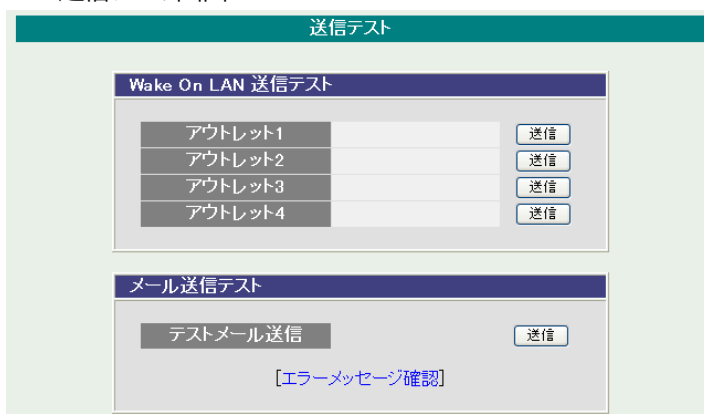 送信テスト
Wake On LAN 送信テスト
アウトレット1 送信
アウトレット2 送信
アウトレット3 送信
アウトレット4 送信
メール送信テスト
テストメール送信 送信
[エラーメッセージ確認]